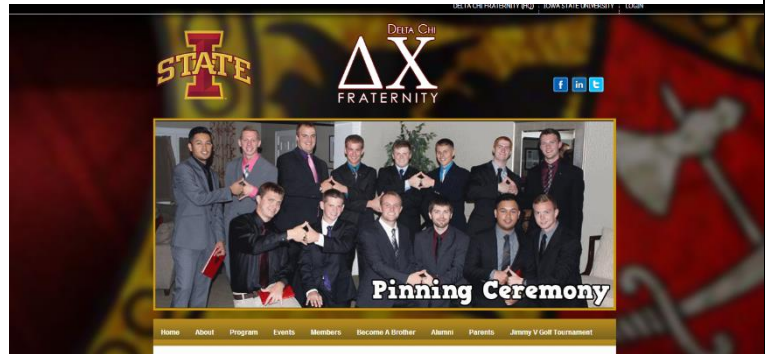 DELTA CHI FRATERNITY (HQ) | IOWA STATE UNIVERSITY | LOGIN
I
STATE
DELTA CHI
ΔΧ
FRATERNITY
f in t
Pinning Ceremony
Home About Program Events Members Become A Brother Alumni Parents Jimmy V Golf Tournament